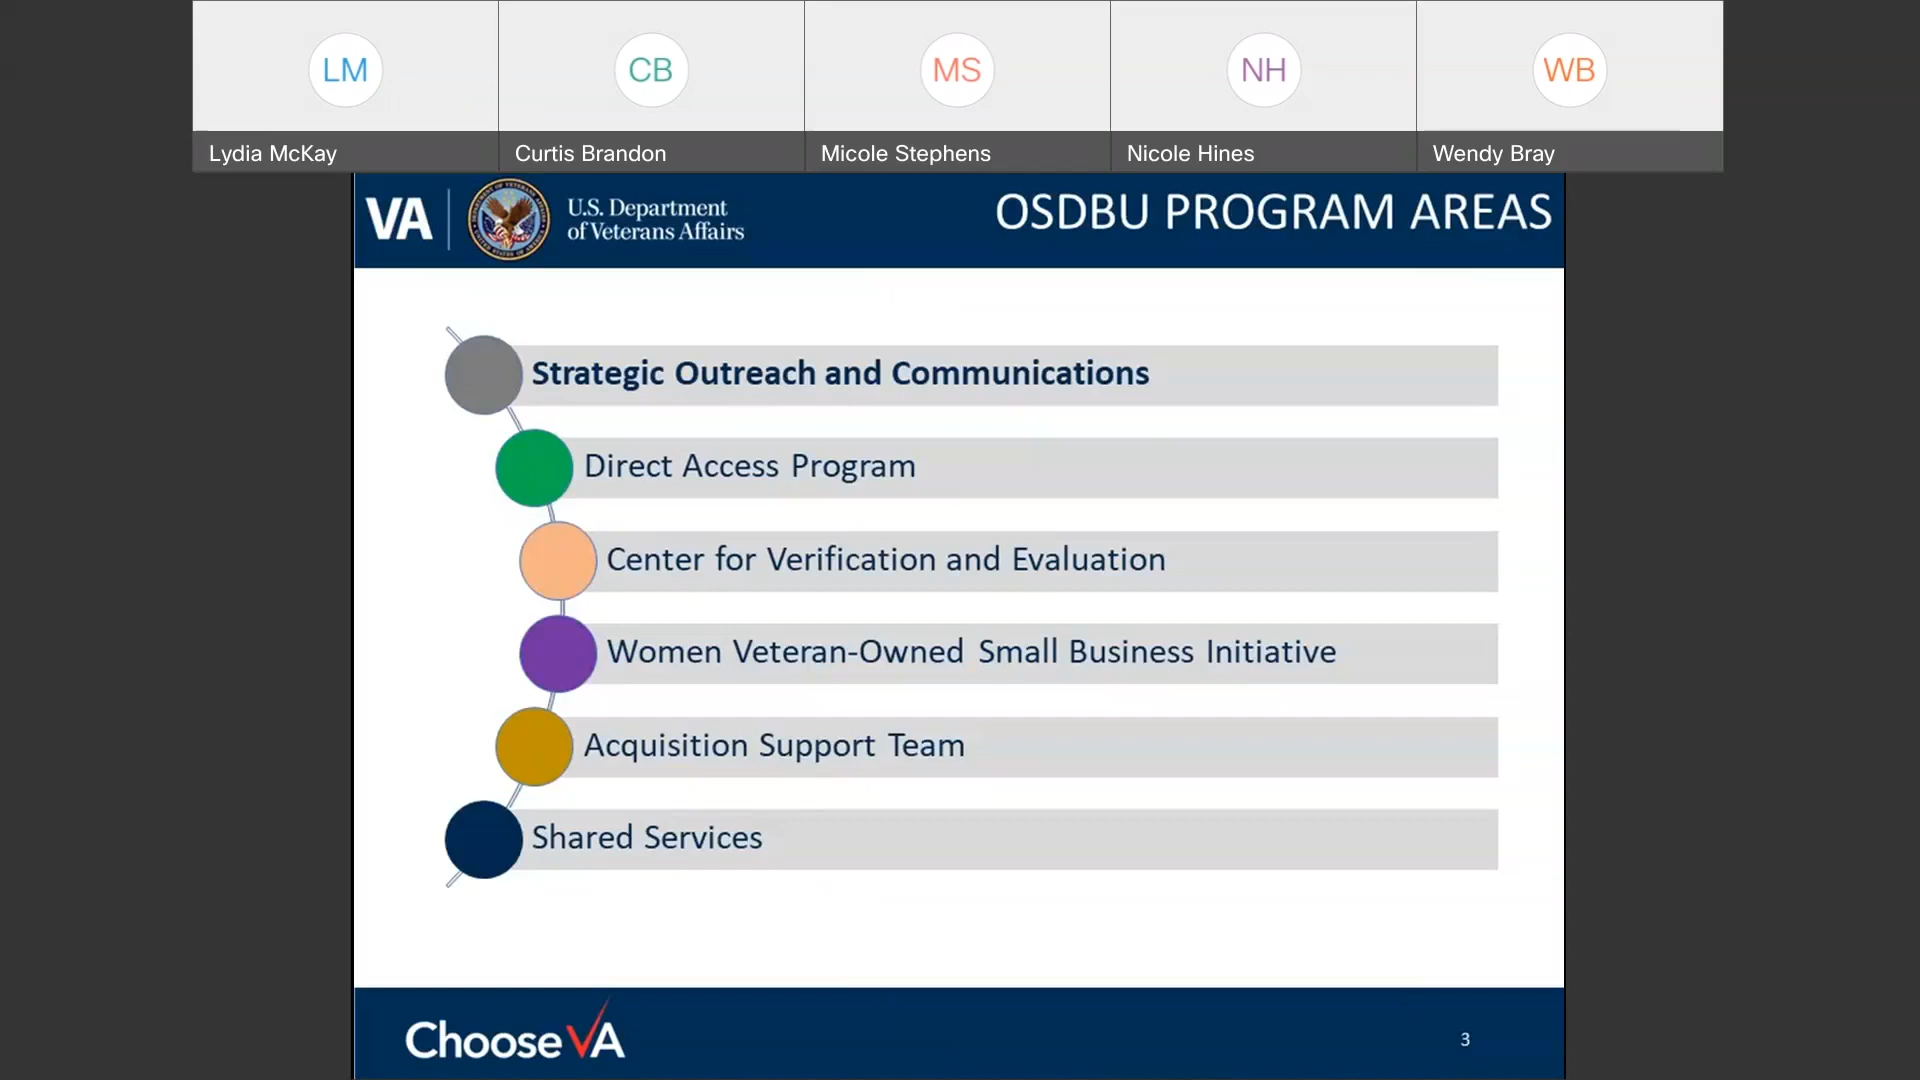 LM
CB
MS
NH
WB
Lydia McKay
Curtis Brandon
Micole Stephens
Nicole Hines
Wendy Bray
VA
U.S. Department
of Veterans Affairs
OSDBU PROGRAM AREAS
Strategic Outreach and Communications
Direct Access Program
Center for Verification and Evaluation
Women Veteran-Owned Small Business Initiative
Acquisition Support Team
Shared Services
Choose VA
3